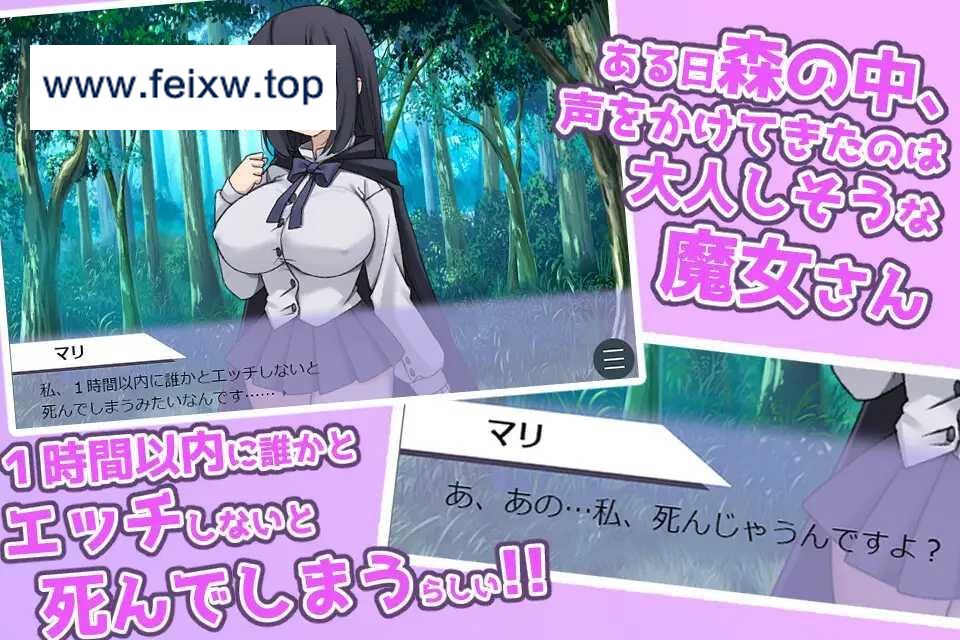 www.feixw.top
ある日森の中、
声をかけてきたのは
大人しそうな
魔女さん
マリ
私、１時間以内に誰かとエッチしないと
死んでしまうみたいなんです……
１時間以内に誰かと
エッチしないと
死んでしまうらしい!!
マリ
あ、あの…私、死んじゃうんですよ？